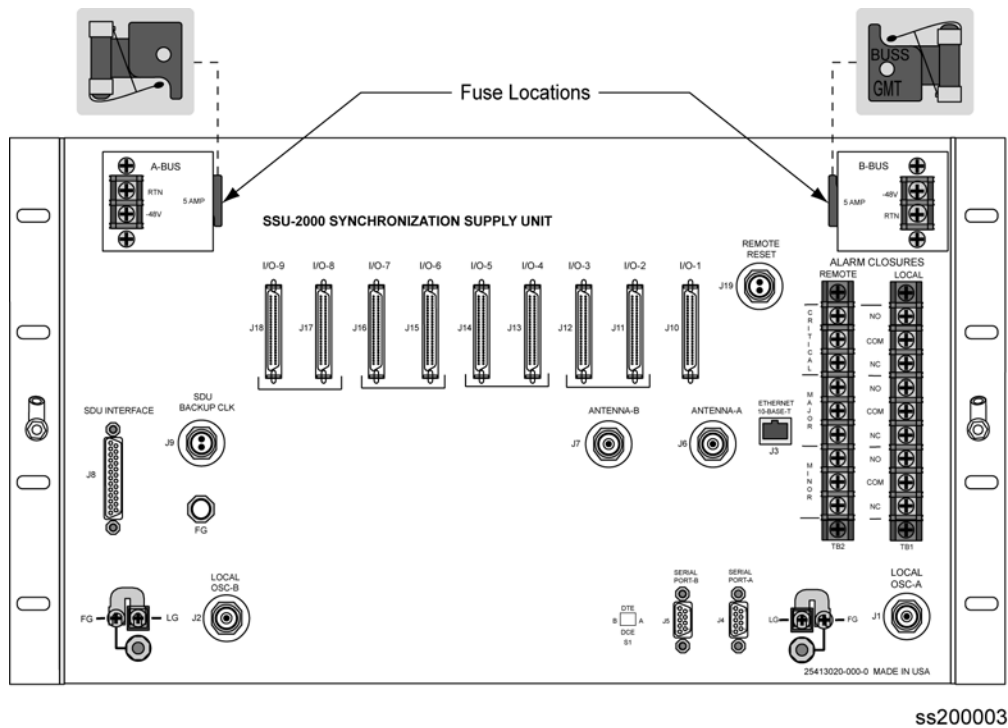 BUSS
GMT
Fuse Locations
A-BUS
RTN
-48V
5 AMP
B-BUS
5 AMP
-48V
RTN
SSU-2000 SYNCHRONIZATION SUPPLY UNIT
REMOTE
RESET
J19
ALARM CLOSURES
REMOTE
LOCAL
I/O-9
I/O-8
I/O-7
I/O-6
I/O-5
I/O-4
I/O-3
I/O-2
I/O-1
J18
J17
J16
J15
J14
J13
J12
J11
J10
CRITICAL
NO
COM
NC
MAJOR
NO
COM
NC
MINOR
NO
COM
NC
TB2
TB1
SDU INTERFACE
J8
SDU
BACKUP CLK
J9
FG
ANTENNA-B
J7
ANTENNA-A
J6
ETHERNET
10-BASE-T
J3
FG
LG
LOCAL
OSC-B
J2
DTE
B
A
DCE
S1
SERIAL
PORT-B
J5
SERIAL
PORT-A
J4
LG
FG
LOCAL
OSC-A
J1
25413020-000-0 MADE IN USA
ss200003